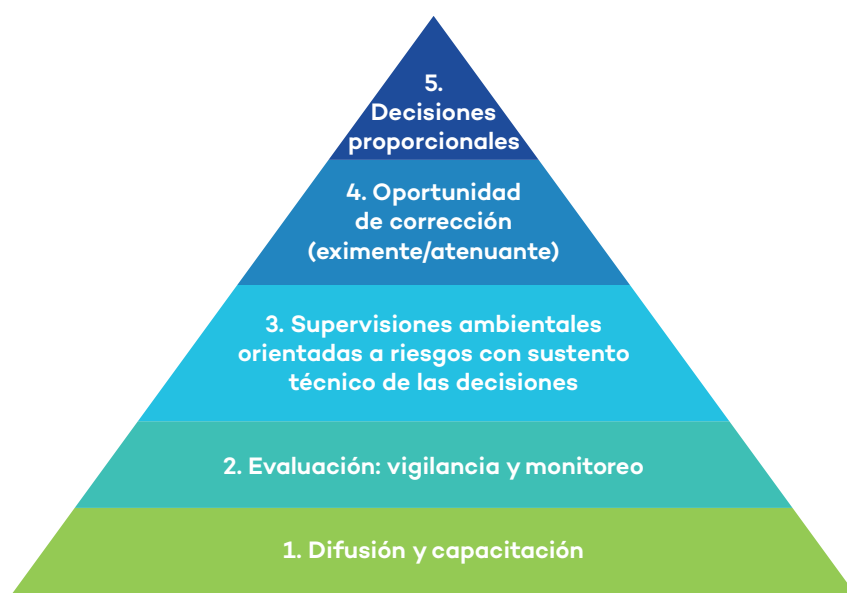 5.
Decisiones
proporcionales
4. Oportunidad
de corrección
(eximente/atenuante)
3. Supervisiones ambientales
orientadas a riesgos con sustento
técnico de las decisiones
2. Evaluación: vigilancia y monitoreo
1. Difusión y capacitación